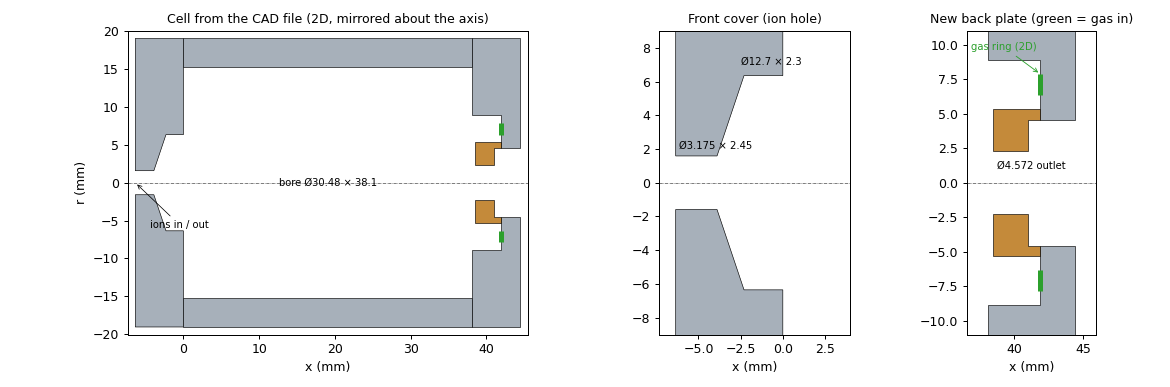 Cell from the CAD file (2D, mirrored about the axis)
20
15
10
5
0
−5
−10
−15
−20
r (mm)
bore Ø30.48 × 38.1
ions in / out
0
10
20
30
40
x (mm)
Front cover (ion hole)
8
6
4
2
0
−2
−4
−6
−8
Ø12.7 × 2.3
Ø3.175 × 2.45
−5.0
−2.5
0.0
2.5
x (mm)
New back plate (green = gas in)
10.0
7.5
5.0
2.5
0.0
−2.5
−5.0
−7.5
−10.0
gas ring (2D)
Ø4.572 outlet
40
45
x (mm)